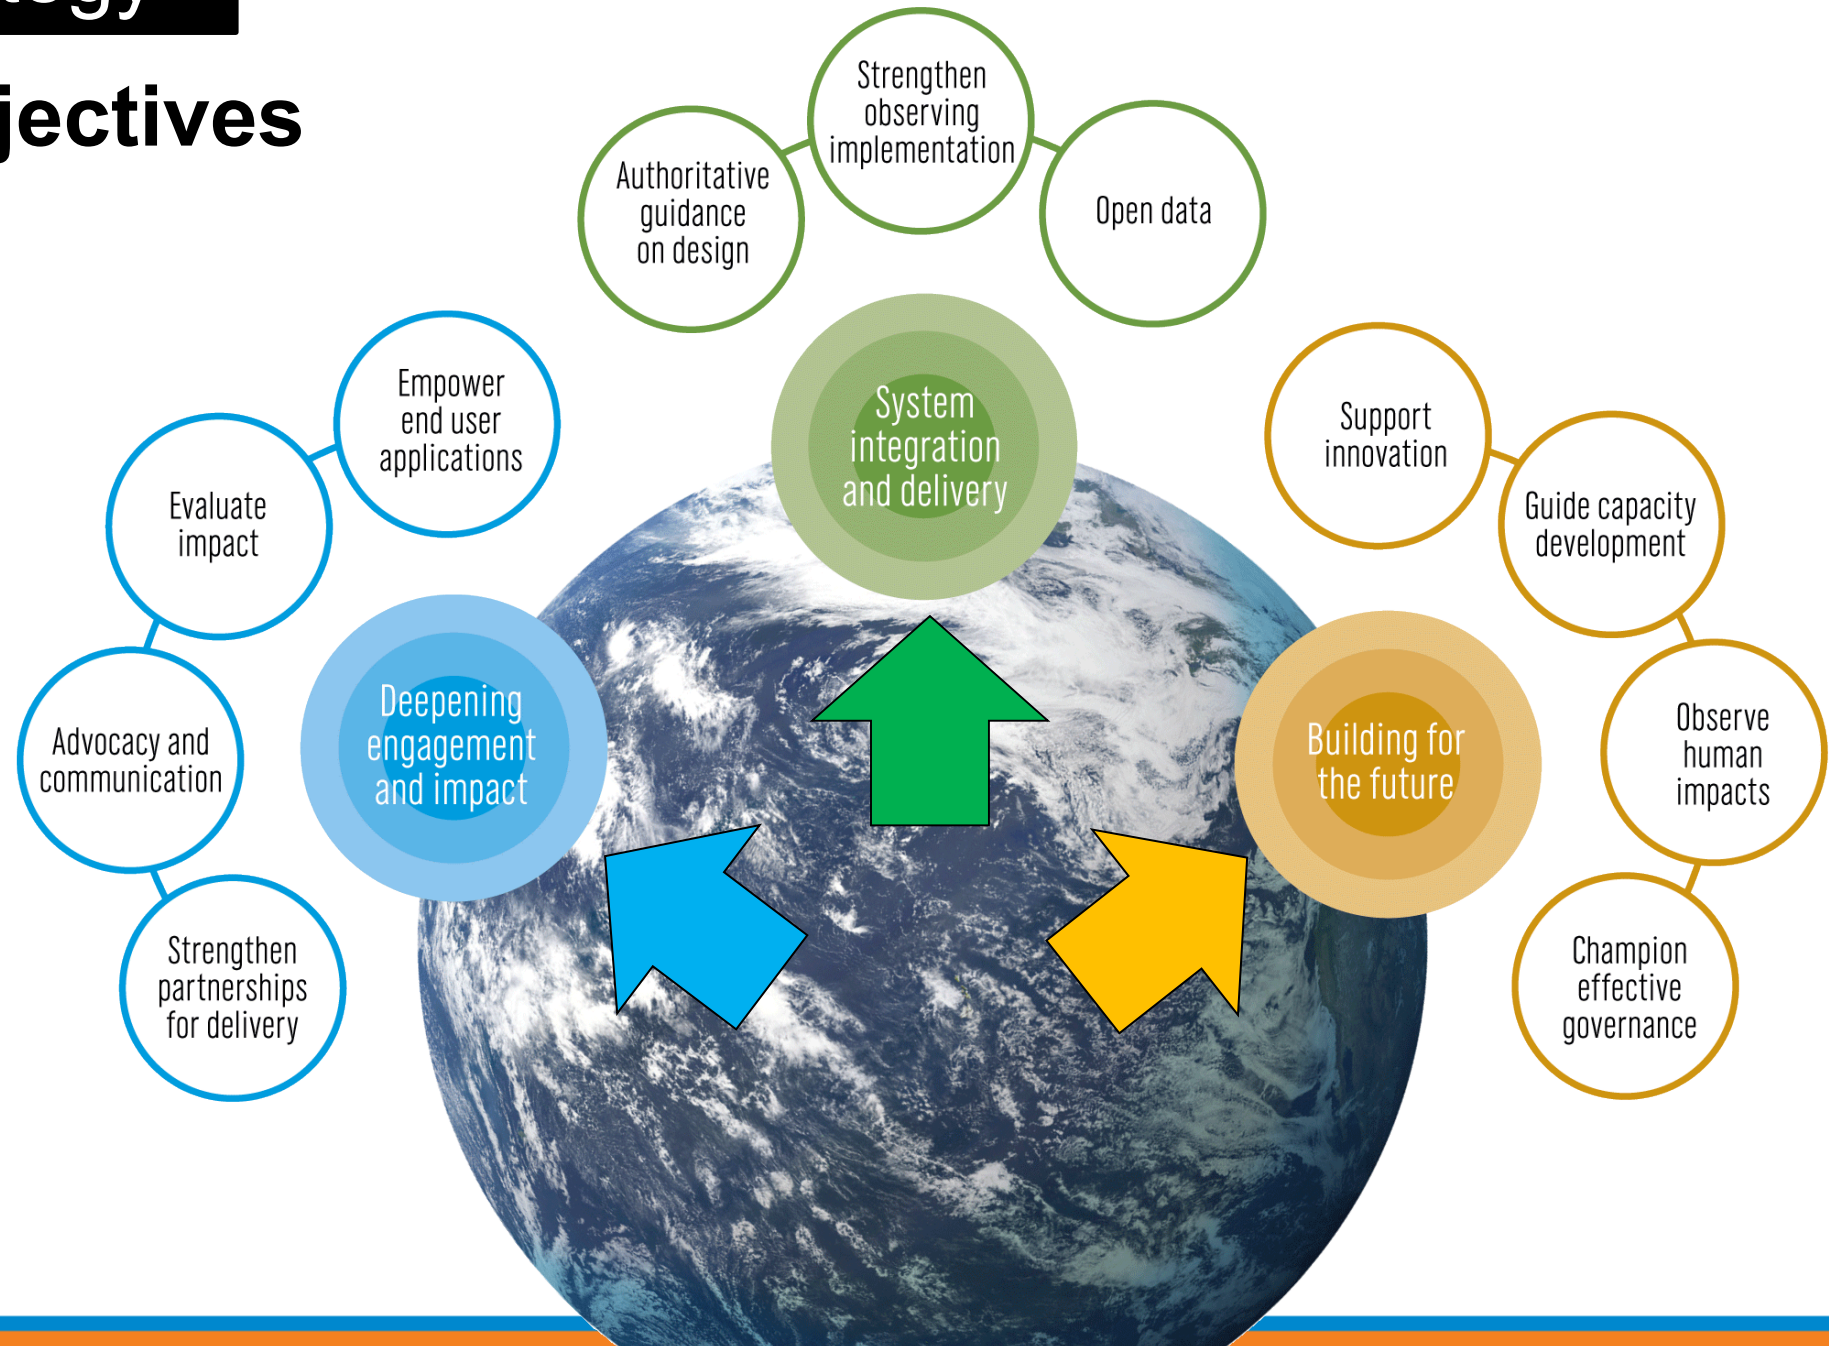 jectives
Strengthen
observing
implementation
Authoritative
guidance
on design
Open data
System
integration
and delivery
Empower
end user
applications
Evaluate
impact
Advocacy and
communication
Strengthen
partnerships
for delivery
Deepening
engagement
and impact
Support
innovation
Guide capacity
development
Observe
human
impacts
Champion
effective
governance
Building for
the future